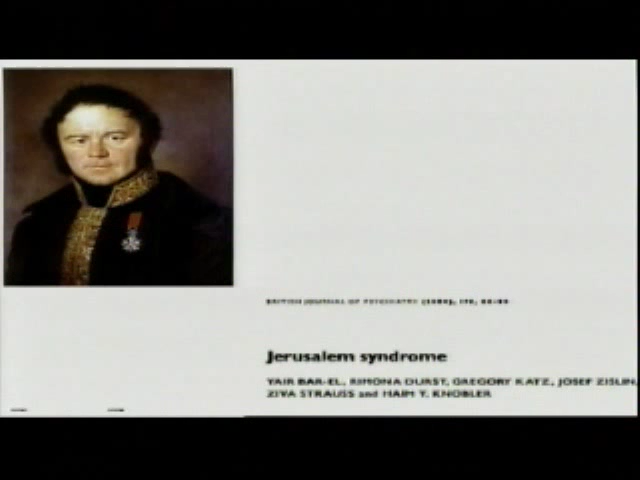 BRITISH JOURNAL OF PSYCHIATRY
Jerusalem syndrome
YAIR BAR-EL, RIMONA DURST, GREGORY KATZ, JOSEF ZISLIN,
ZIVA STRAUSS and HAIM Y. KNOBLER